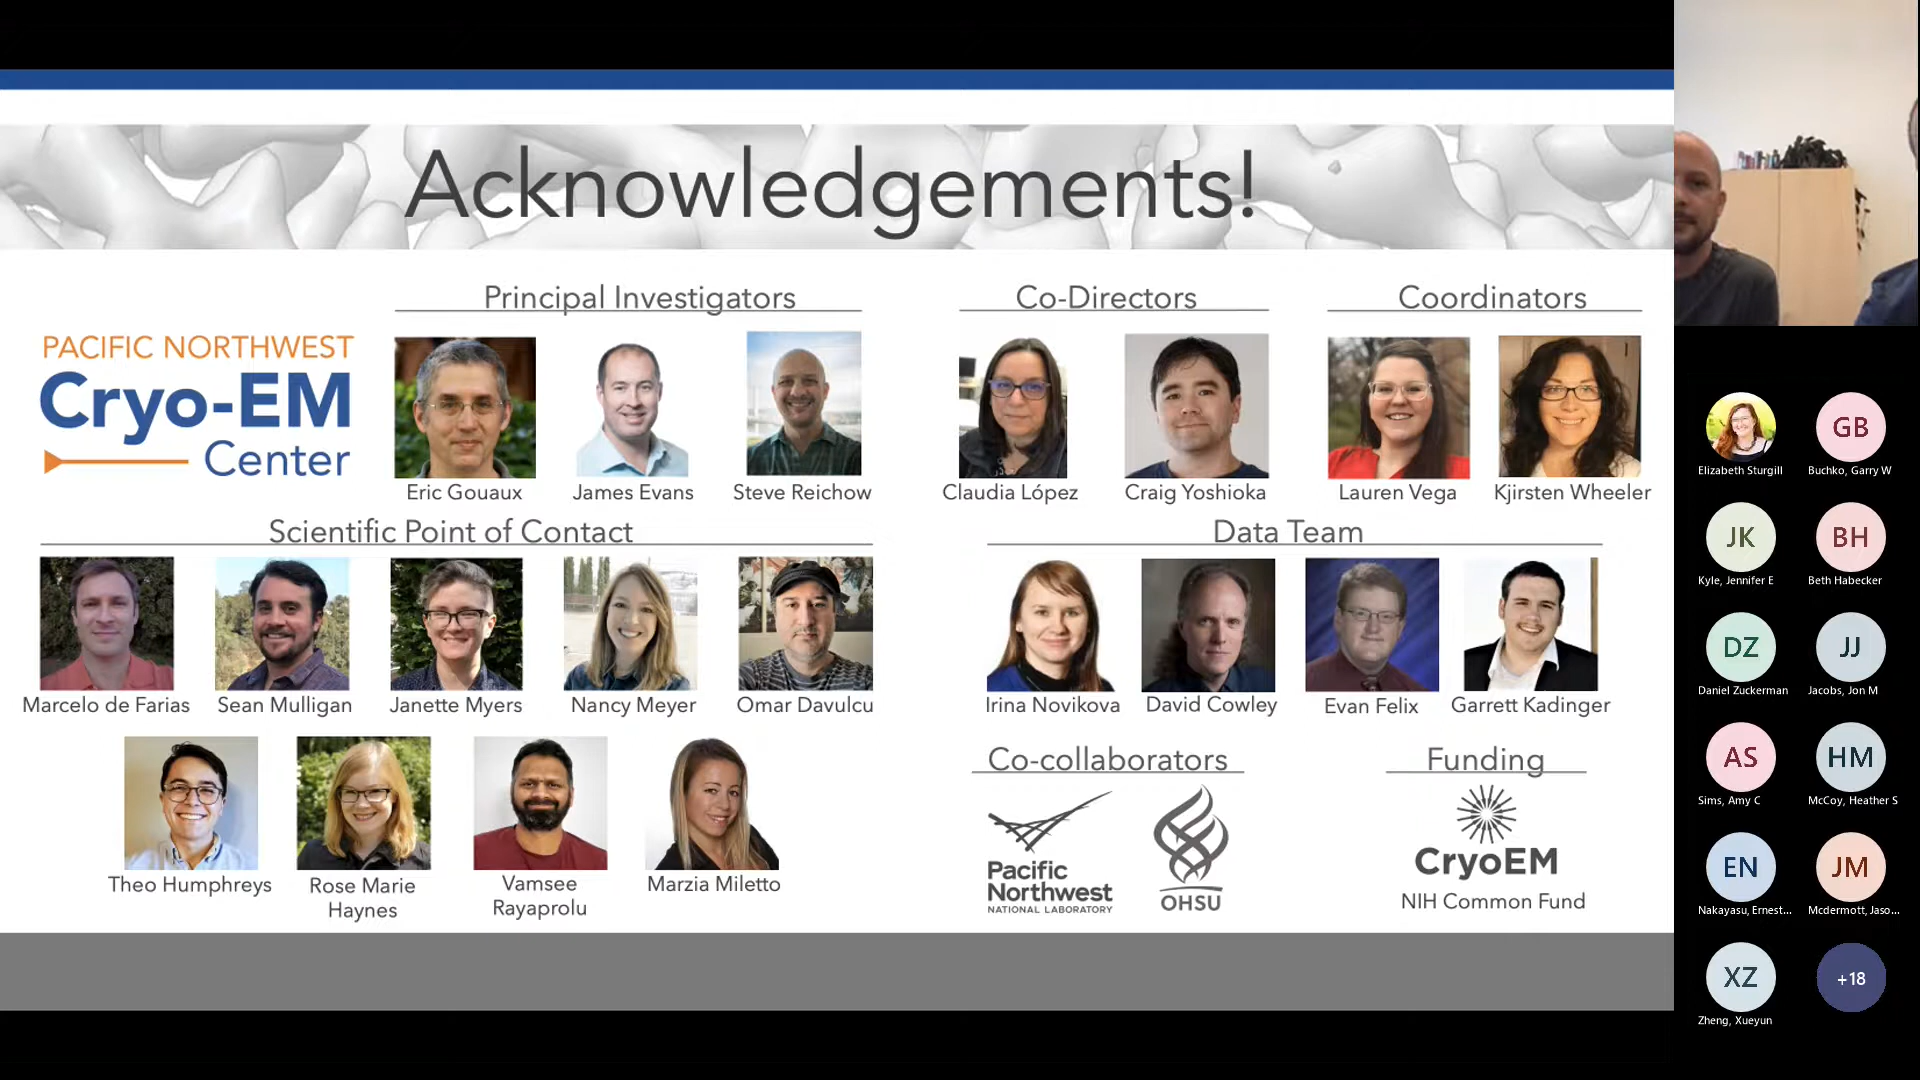 Acknowledgements!
PACIFIC NORTHWEST
Cryo-EM
Center
Principal Investigators
Eric Gouaux
James Evans
Steve Reichow
Co-Directors
Claudia López
Craig Yoshioka
Coordinators
Lauren Vega
Kjirsten Wheeler
Scientific Point of Contact
Marcelo de Farias
Sean Mulligan
Janette Myers
Nancy Meyer
Omar Davulcu
Theo Humphreys
Rose Marie
Haynes
Vamsee
Rayaprolu
Marzia Miletto
Data Team
Irina Novikova
David Cowley
Evan Felix
Garrett Kadinger
Co-collaborators
Pacific
Northwest
NATIONAL LABORATORY
OHSU
Funding
CryoEM
NIH Common Fund
Elizabeth Sturgill
GB
Buchko, Garry W
JK
Kyle, Jennifer E
BH
Beth Habecker
DZ
Daniel Zuckerman
JJ
Jacobs, Jon M
AS
Sims, Amy C
HM
McCoy, Heather S
EN
Nakayasu, Ernest...
JM
Mcdermott, Jaso...
XZ
Zheng, Xueyun
+18